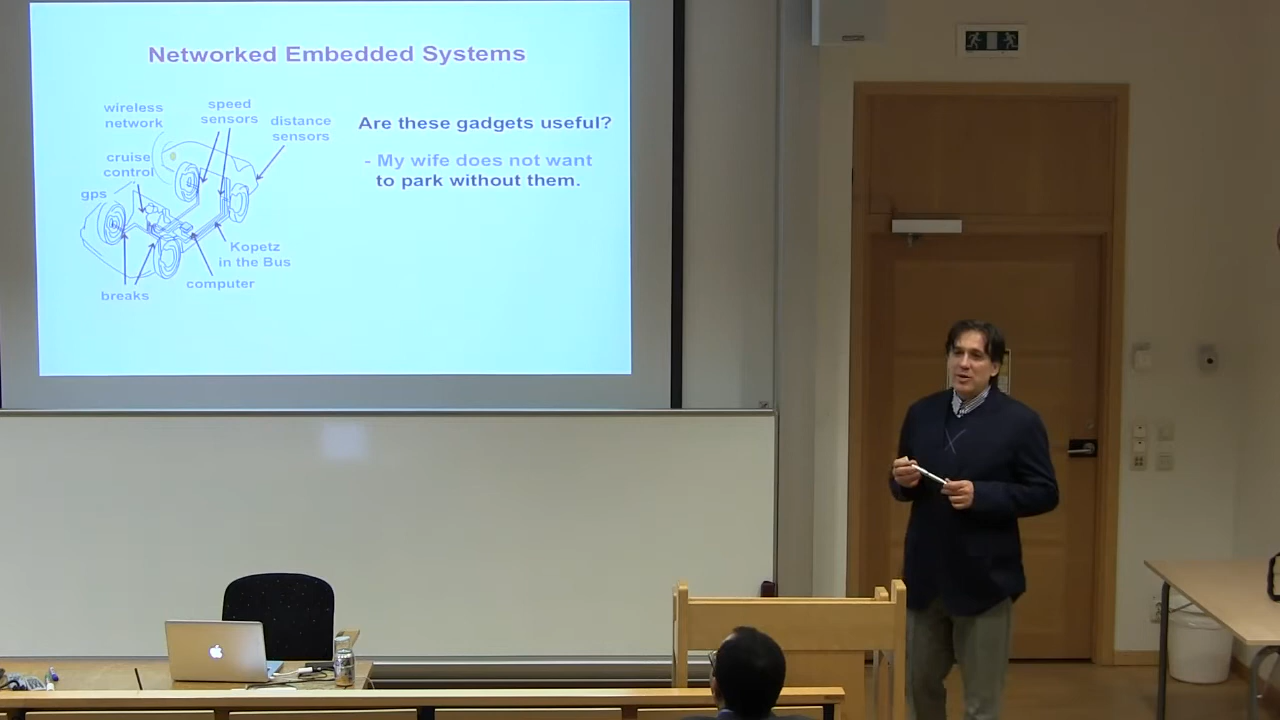 Networked Embedded Systems
wireless
network
speed
sensors
distance
sensors
cruise
control
gps
Kopetz
in the Bus
computer
breaks
Are these gadgets useful?
- My wife does not want
to park without them.